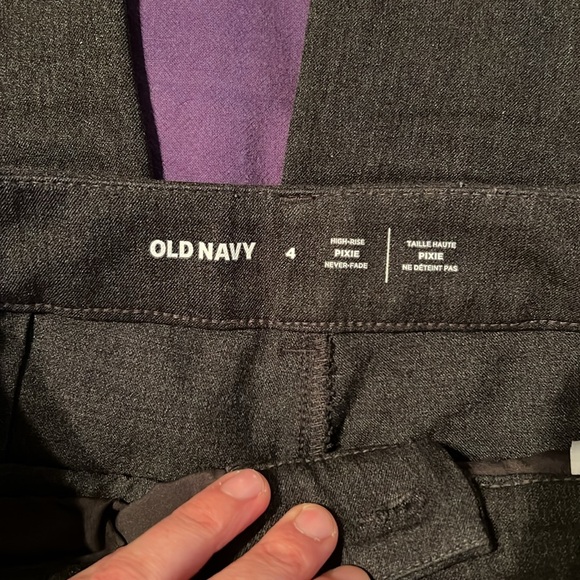 OLD NAVY
4
HIGH-RISE
PIXIE
NEVER-FADE
TAILLE HAUTE
PIXIE
NE DÉTEINT PAS